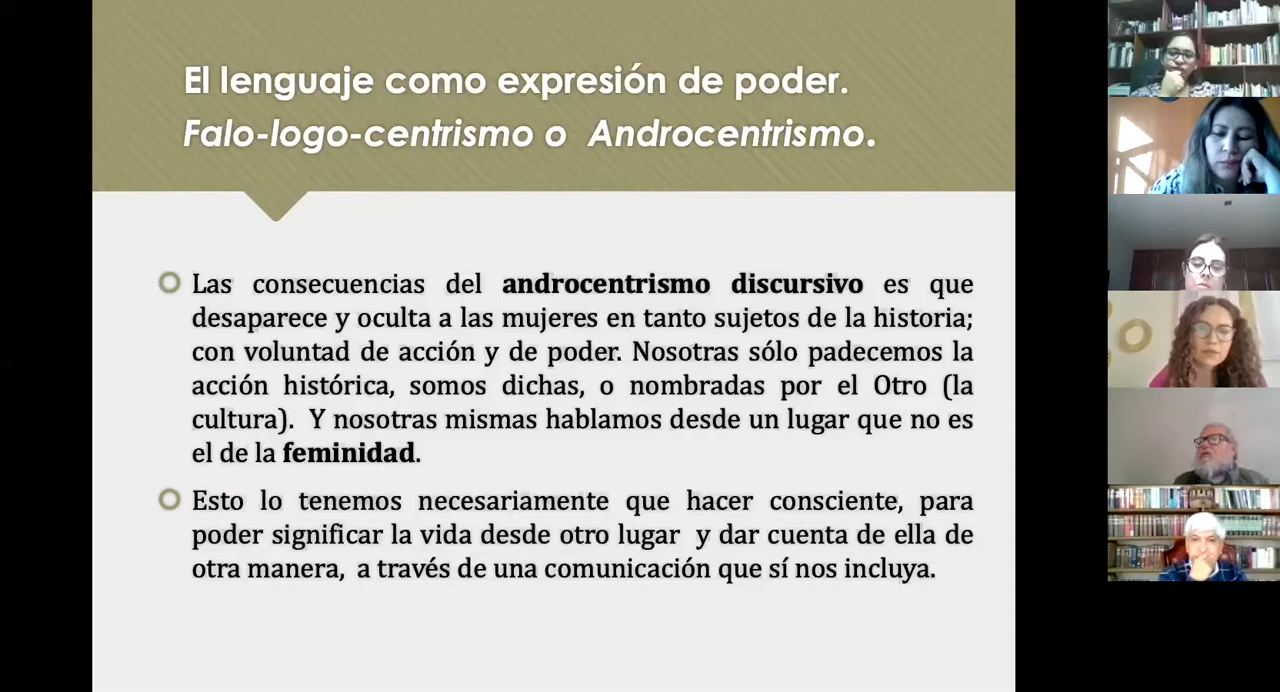 El lenguaje como expresión de poder.
Falo-logo-centrismo o Androcentrismo.
Las consecuencias del androcentrismo discursivo es que
desaparece y oculta a las mujeres en tanto sujetos de la historia;
con voluntad de acción y de poder. Nosotras sólo padecemos la
acción histórica, somos dichas, o nombradas por el Otro (la
cultura). Y nosotras mismas hablamos desde un lugar que no es
el de la feminidad.
Esto lo tenemos necesariamente que hacer consciente, para
poder significar la vida desde otro lugar y dar cuenta de ella de
otra manera, a través de una comunicación que sí nos incluya.